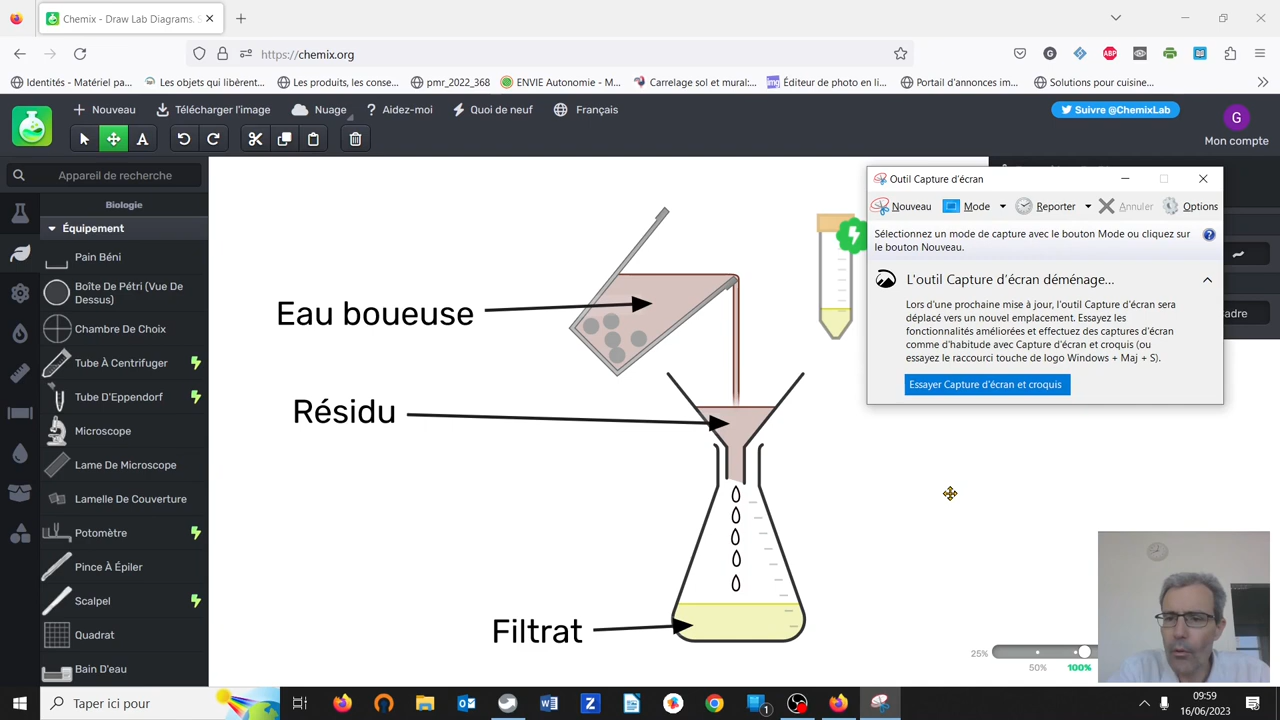 Chemix - Draw Lab Diagrams. S
https://chemix.org
Identités - Matériel pa...
Les objets qui libèrent...
Les produits, les conse...
pmr_2022_368
ENVIE Autonomie - M...
Carrelage sol et mural:...
Éditeur de photo en li...
Portail d'annonces im...
Solutions pour cuisine...
Nouveau
Télécharger l'image
Nuage
Aidez-moi
Quoi de neuf
Français
Suivre @ChemixLab
G
Mon compte
Appareil de recherche
Biologie
Équipement
Pain Béni
Boîte De Pétri (Vue De
Dessus)
Chambre De Choix
Tube À Centrifuger
Tube D'Eppendorf
Microscope
Lame De Microscope
Lamelle De Couverture
Potomètre
Pince À Épiler
Scalpel
Quadrat
Bain D'eau
Eau boueuse
Résidu
Filtrat
Outil Capture d'écran
Nouveau
Mode
Reporter
Annuler
Options
Sélectionnez un mode de capture avec le bouton Mode ou cliquez sur
le bouton Nouveau.
L'outil Capture d'écran déménage...
Lors d'une prochaine mise à jour, l'outil Capture d'écran sera
déplacé vers un nouvel emplacement. Essayez les
fonctionnalités améliorées et effectuez des captures d'écran
comme d'habitude avec Capture d'écran et croquis (ou
essayez le raccourci touche de logo Windows + Maj + S).
Essayer Capture d'écran et croquis
adre
25%
50%
100%
Taper ici pour
09:59
16/06/2023